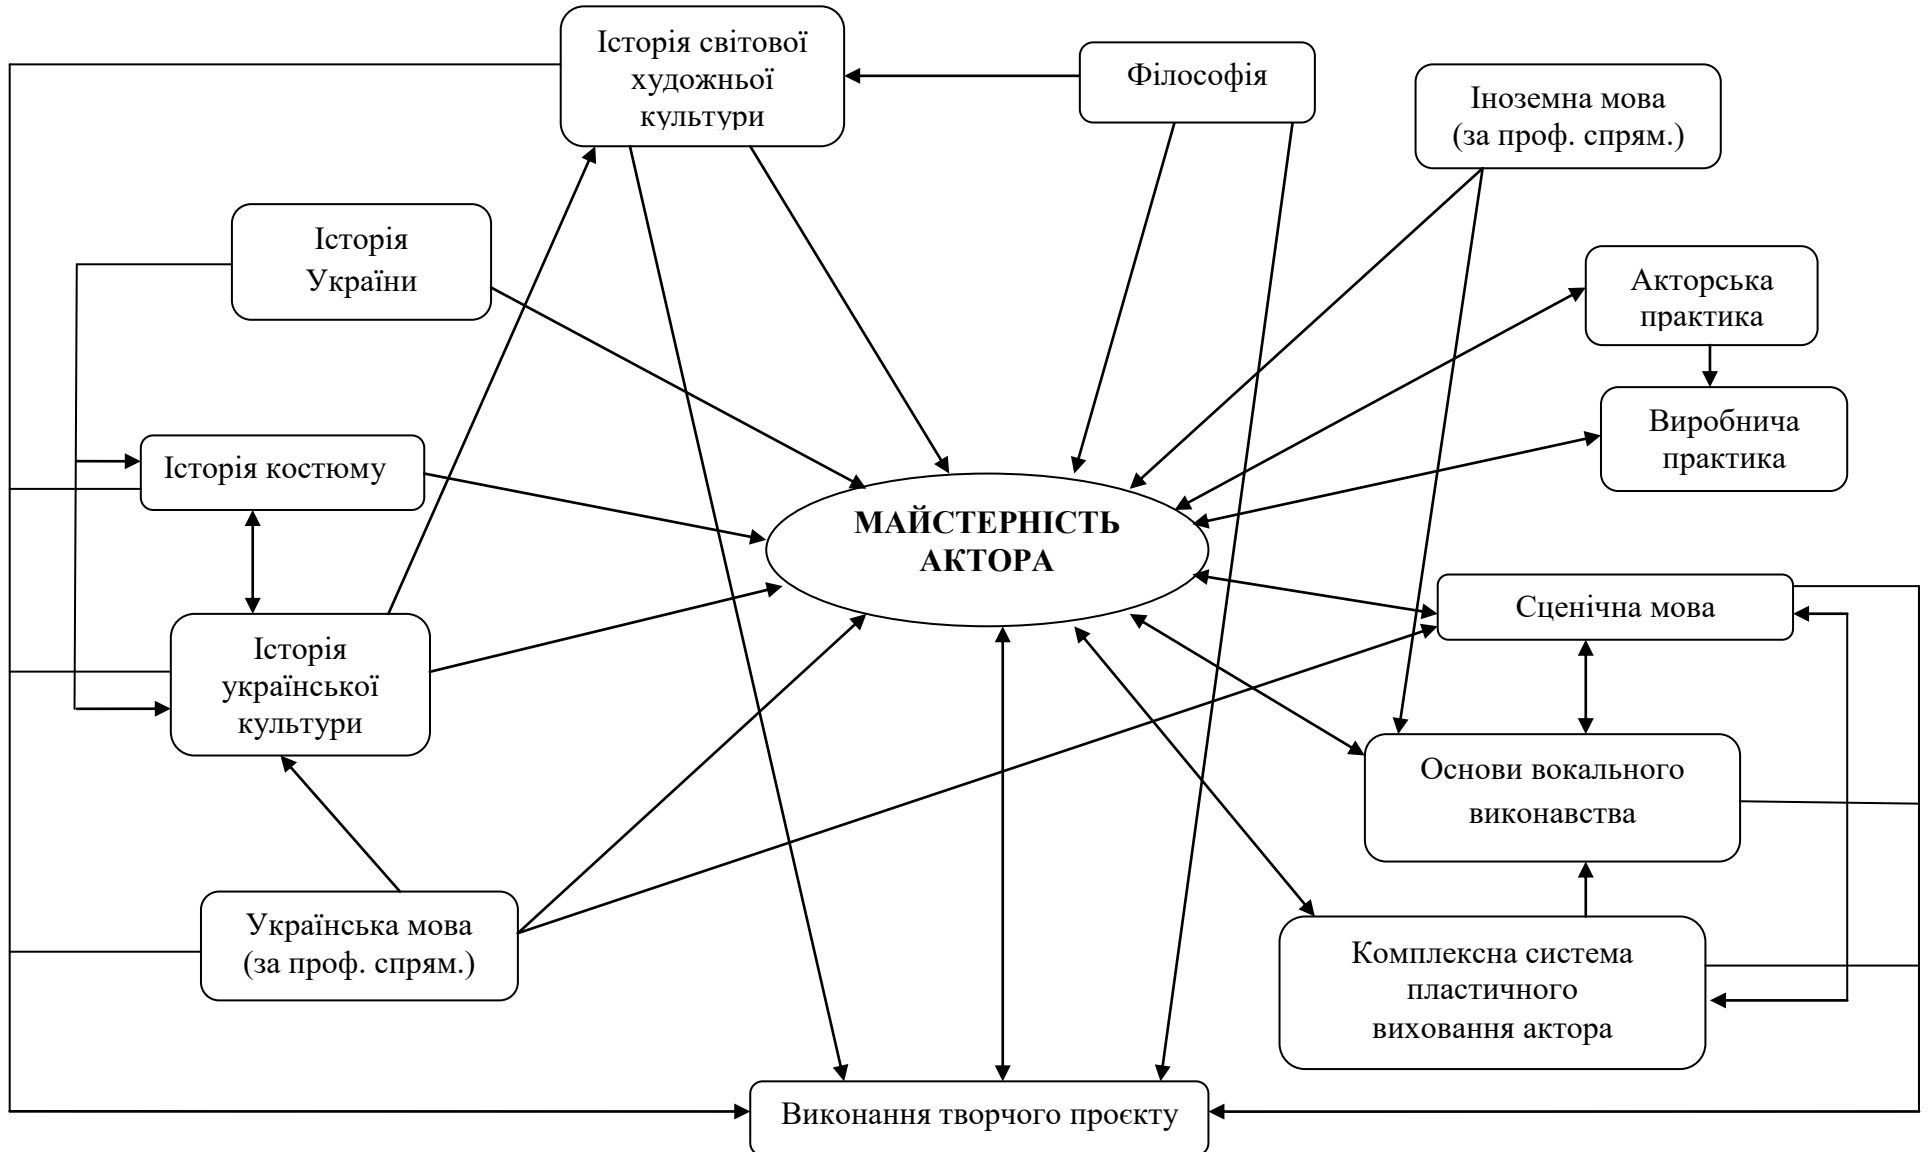 Історія світової
художньої
культури
Філософія
Іноземна мова
(за проф. спрям.)
Історія
України
Акторська
практика
Виробнича
практика
Історія костюму
МАЙСТЕРНІСТЬ
АКТОРА
Сценічна мова
Історія
української
культури
Основи вокального
виконавства
Українська мова
(за проф. спрям.)
Комплексна система
пластичного
виховання актора
Виконання творчого проєкту